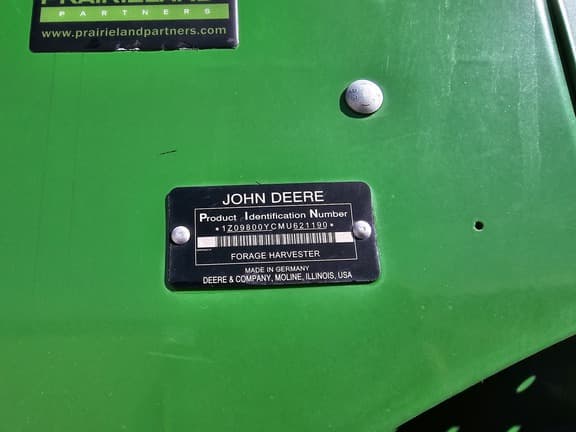 PRAIRIELAND
PARTNERS
www.prairielandpartners.com
JOHN DEERE
Product Identification Number
*1Z09800YCMU621190*
FORAGE HARVESTER
MADE IN GERMANY
DEERE & COMPANY, MOLINE, ILLINOIS, USA